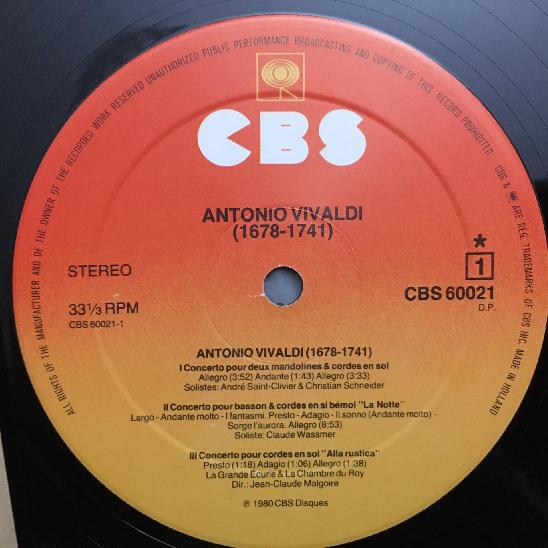 ALL RIGHTS OF THE MANUFACTURER AND OF THE OWNER OF THE RECORDED WORK RESERVED UNAUTHORIZED PUBLIC PERFORMANCE BROADCASTING AND COPYING OF THIS RECORD PROHIBITED CBS & ARE REG. TRADEMARKS OF CBS INC. MADE IN HOLLAND
CBS
ANTONIO VIVALDI
(1678-1741)
STEREO
*
1
33⅓ RPM
CBS 60021
CBS 60021-1
D.P.
ANTONIO VIVALDI (1678-1741)
I Concerto pour deux mandolines & cordes en sol
Allegro (3:52) Andante (1:43) Allegro (3:33)
Solistes: André Saint-Clivier & Christian Schneider
II Concerto pour basson & cordes en si bémol "La Notte"
Largo - Andante molto - I fantasmi. Presto - Adagio - Il sonno (Andante molto) -
Sorge l'aurora. Allegro (8:53)
Soliste: Claude Wassmer
III Concerto pour cordes en sol "Alla rustica"
Presto (1:18) Adagio (1:06) Allegro (1:38)
La Grande Ecurie & La Chambre du Roy
Dir.: Jean-Claude Malgoire
℗ 1980 CBS Disques